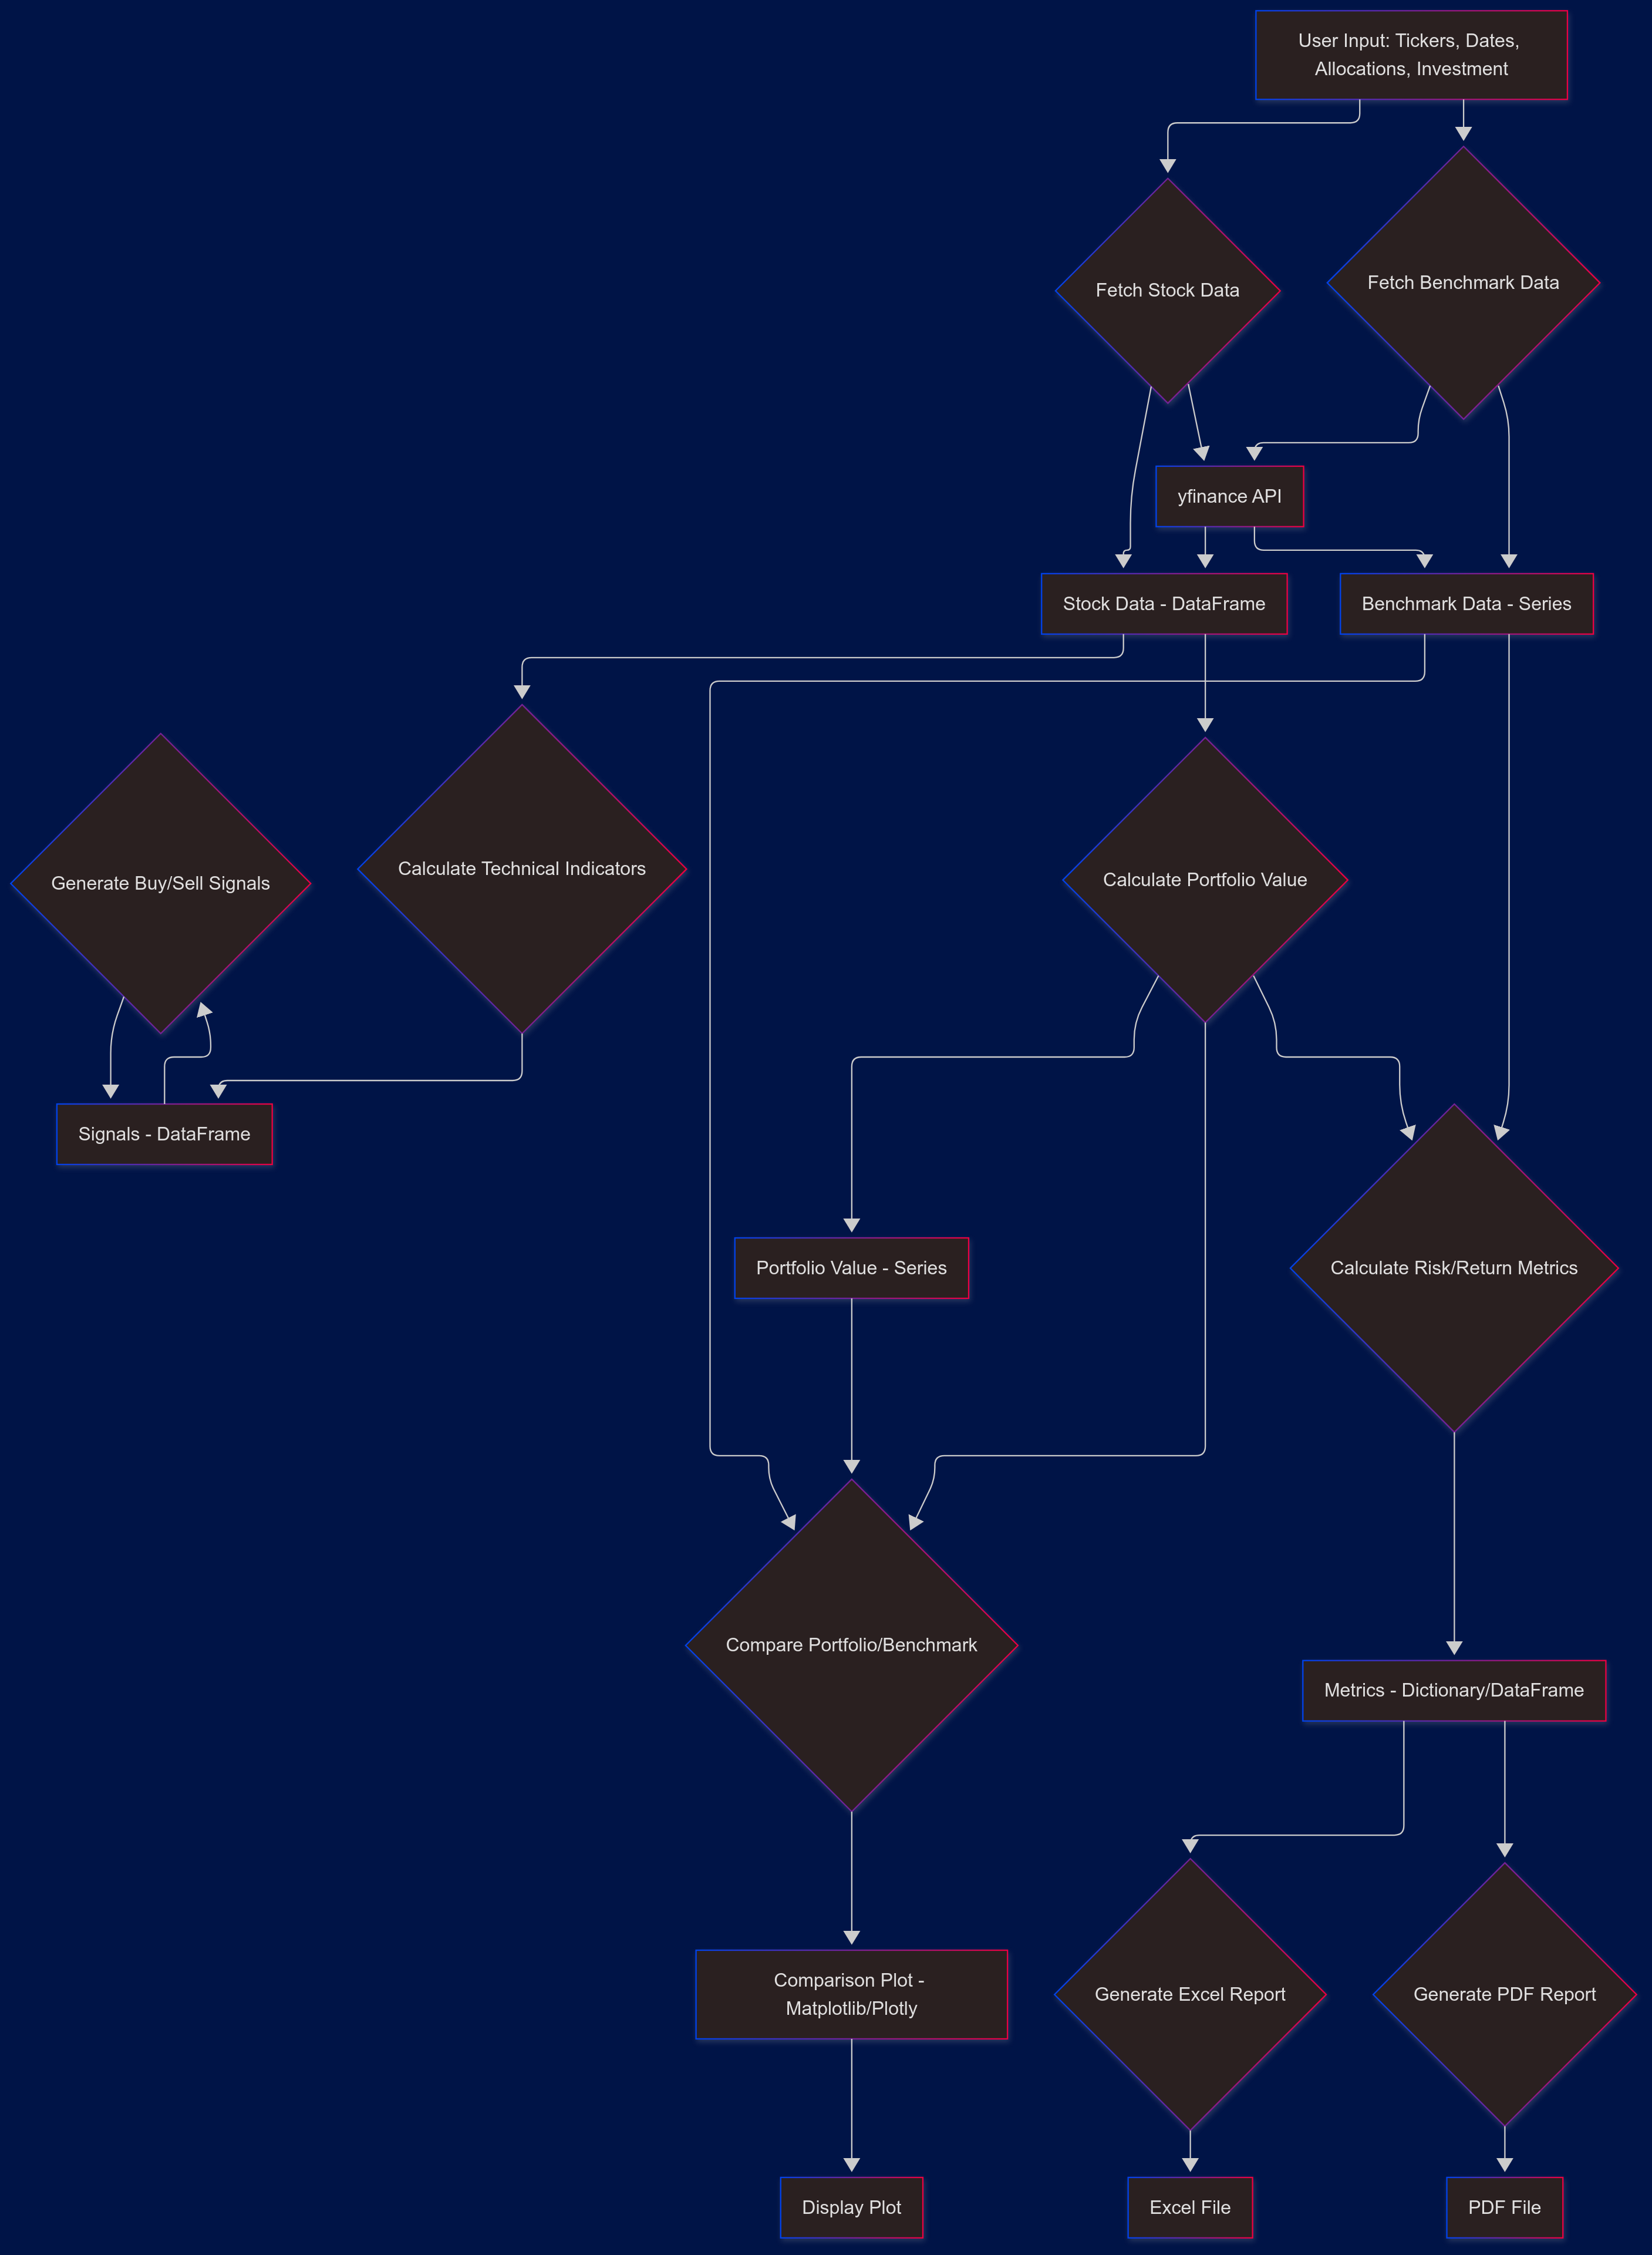 User Input: Tickers, Dates,
Allocations, Investment
Fetch Stock Data
Fetch Benchmark Data
yfinance API
Stock Data - DataFrame
Benchmark Data - Series
Generate Buy/Sell Signals
Calculate Technical Indicators
Calculate Portfolio Value
Signals - DataFrame
Portfolio Value - Series
Calculate Risk/Return Metrics
Compare Portfolio/Benchmark
Metrics - Dictionary/DataFrame
Comparison Plot -
Matplotlib/Plotly
Generate Excel Report
Generate PDF Report
Display Plot
Excel File
PDF File